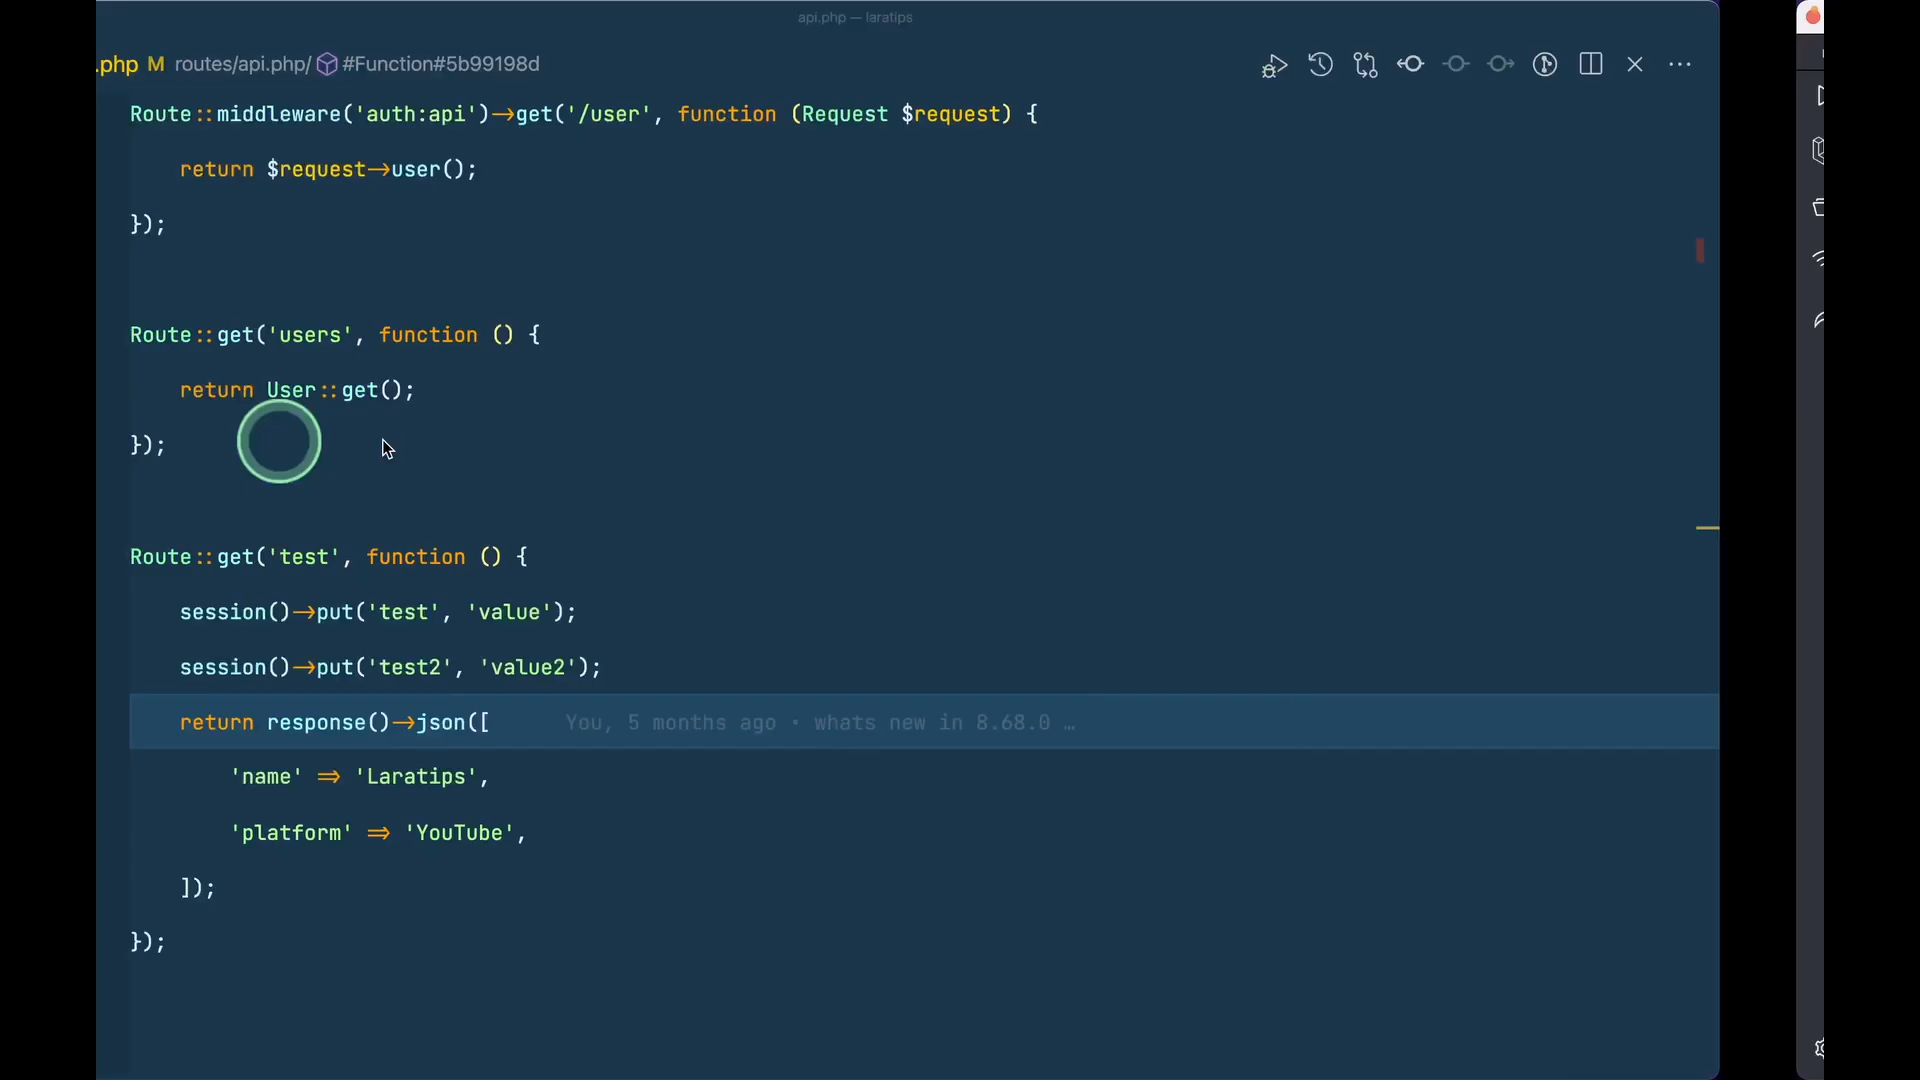 api.php — laratips
.php M routes/api.php/ #Function#5b99198d
Route::middleware('auth:api')->get('/user', function (Request $request) {
    return $request->user();
});
Route::get('users', function () {
    return User::get();
});
Route::get('test', function () {
    session()->put('test', 'value');
    session()->put('test2', 'value2');
    return response()->json([ You, 5 months ago • whats new in 8.68.0 …
        'name' => 'Laratips',
        'platform' => 'YouTube',
    ]);
});